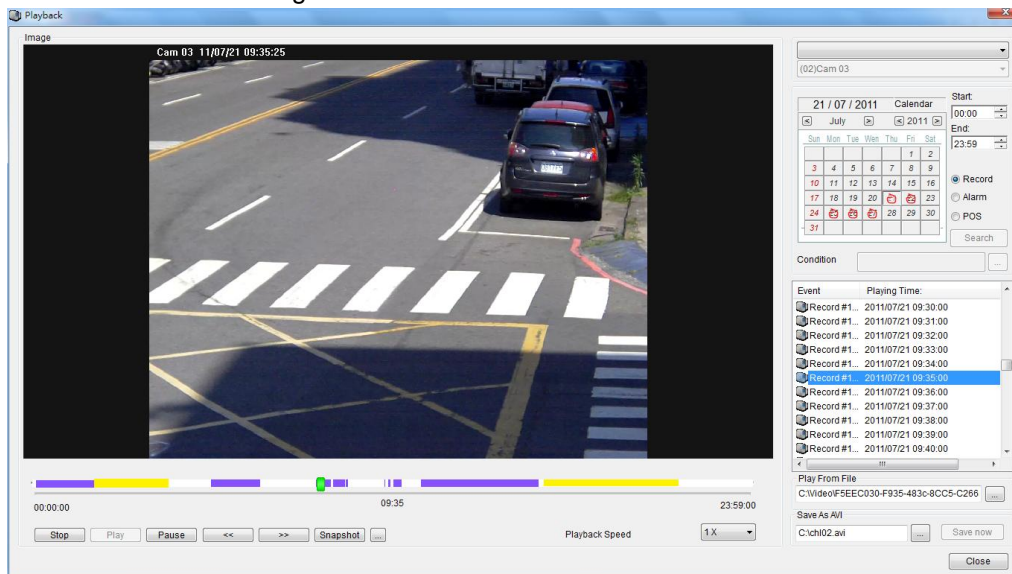 Playback
Image
Cam 03 11/07/21 09:35:25
(02)Cam 03
21 / 07 / 2011 Calendar
< July > < 2011 >
Sun Mon Tue Wen Thu Fri Sat
1 2
3 4 5 6 7 8 9
10 11 12 13 14 15 16
17 18 19 20 23
24 28 29 30
31
Start:
00:00
End:
23:59
Record
Alarm
POS
Search
Condition ...
Event Playing Time:
Record #1... 2011/07/21 09:30:00
Record #1... 2011/07/21 09:31:00
Record #1... 2011/07/21 09:32:00
Record #1... 2011/07/21 09:33:00
Record #1... 2011/07/21 09:34:00
Record #1... 2011/07/21 09:35:00
Record #1... 2011/07/21 09:36:00
Record #1... 2011/07/21 09:37:00
Record #1... 2011/07/21 09:38:00
Record #1... 2011/07/21 09:39:00
Record #1... 2011/07/21 09:40:00
Play From File
C:\Video\F5EEC030-F935-483c-8CC5-C266 ...
Save As AVI
C:\chl02.avi ... Save now
Close
00:00:00 09:35 23:59:00
Stop Play Pause << >> Snapshot ... Playback Speed 1 X